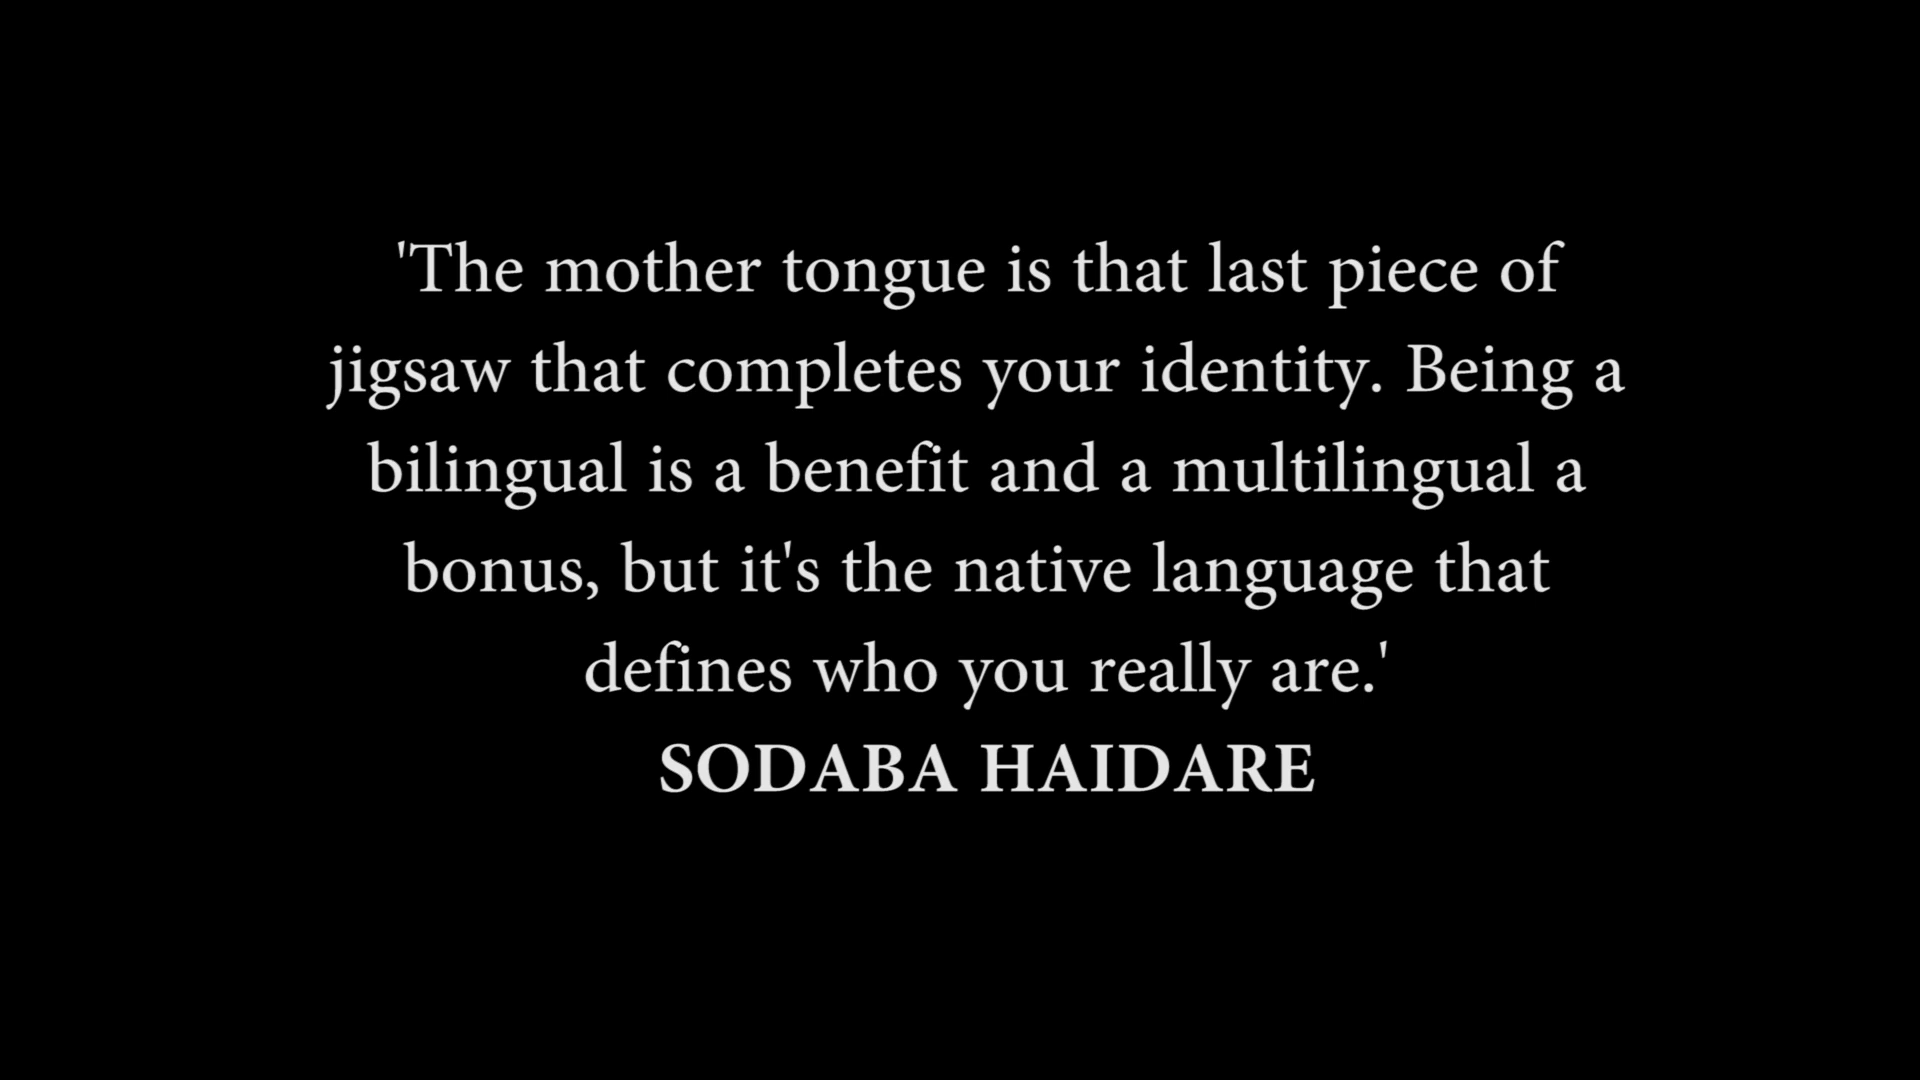 'The mother tongue is that last piece of
jigsaw that completes your identity. Being a
bilingual is a benefit and a multilingual a
bonus, but it's the native language that
defines who you really are.'
SODABA HAIDARE